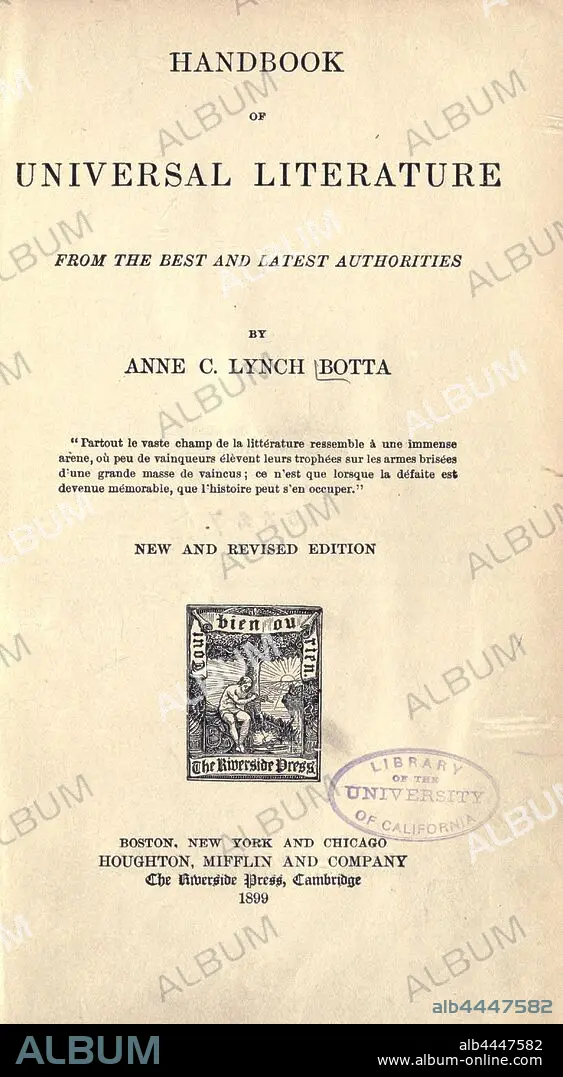 HANDBOOK
OF
UNIVERSAL LITERATURE
FROM THE BEST AND LATEST AUTHORITIES
BY
ANNE C. LYNCH BOTTA
“Partout le vaste champ de la littérature ressemble à une immense
arène, où peu de vainqueurs élèvent leurs trophées sur les armes brisées
d'une grande masse de vaincus ; ce n'est que lorsque la défaite est
devenue mémorable, que l'histoire peut s'en occuper.”
NEW AND REVISED EDITION
Tout bien ou rien.
The Riverside Press
LIBRARY
OF THE
UNIVERSITY
OF CALIFORNIA
BOSTON, NEW YORK AND CHICAGO
HOUGHTON, MIFFLIN AND COMPANY
The Riverside Press, Cambridge
1899
ALBUM
alb4447582
ALBUM
alb4447582
www.album-online.com